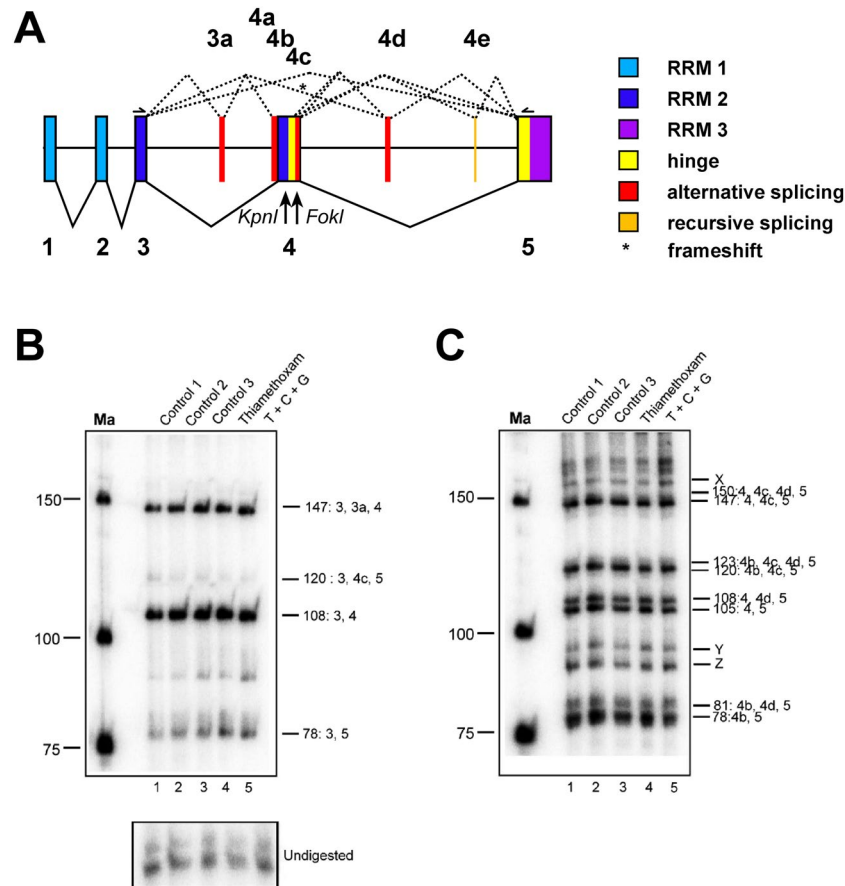 A
4a
3a 4b 4d 4e
4c
*
KpnI FokI
1 2 3 4 5
RRM 1
RRM 2
RRM 3
hinge
alternative splicing
recursive splicing
* frameshift
B
Ma Control 1 Control 2 Control 3 Thiamethoxam T + C + G
150
100
75
147: 3, 3a, 4
120 : 3, 4c, 5
108: 3, 4
78: 3, 5
1 2 3 4 5
Undigested
C
Ma Control 1 Control 2 Control 3 Thiamethoxam T + C + G
150
100
75
X
150:4, 4c, 4d, 5
147: 4, 4c, 5
123:4b, 4c, 4d, 5
120: 4b, 4c, 5
108:4, 4d, 5
105: 4, 5
Y
Z
81: 4b, 4d, 5
78:4b, 5
1 2 3 4 5